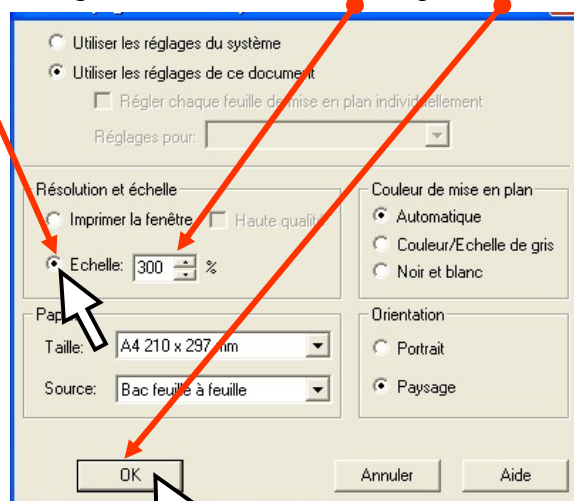 Utiliser les réglages du système
Utiliser les réglages de ce document
Régler chaque feuille de mise en plan individuellement
Réglages pour:
Résolution et échelle
Imprimer la fenêtre
Haute qualité
Echelle: 300 %
Taille: A4 210 x 297 mm
Source: Bac feuille à feuille
Couleur de mise en plan
Automatique
Couleur/Echelle de gris
Noir et blanc
Orientation
Portrait
Paysage
OK
Annuler
Aide